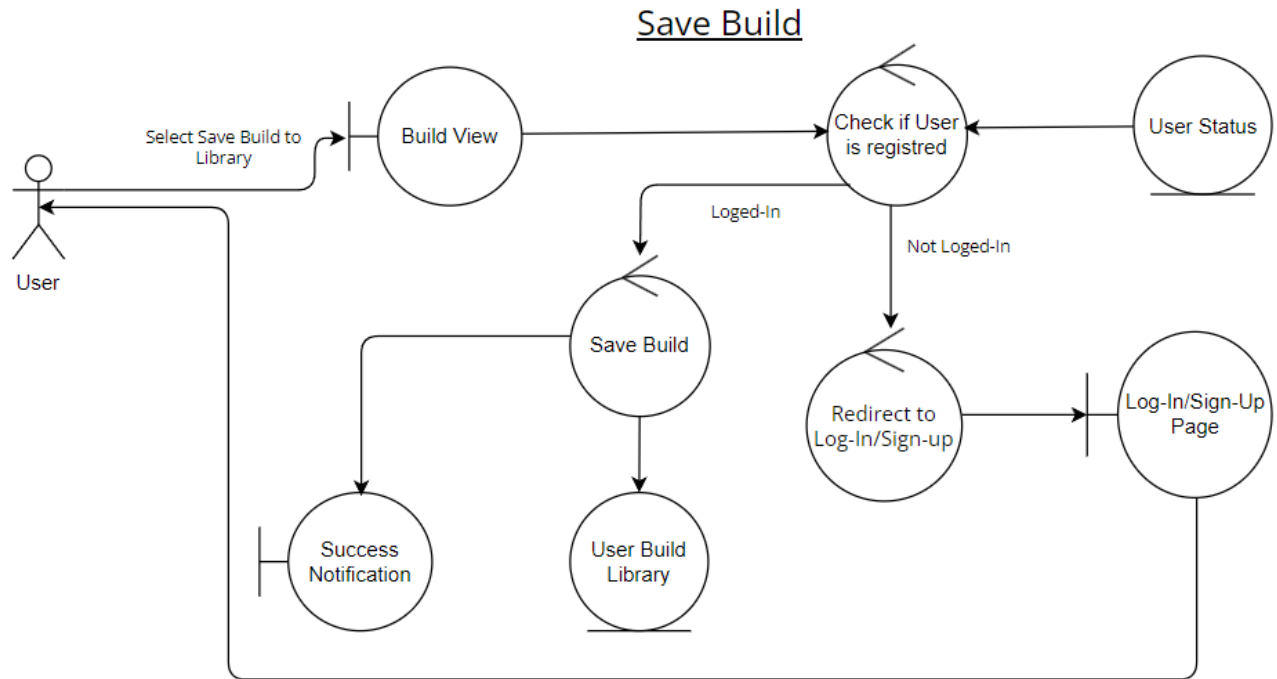 Save Build
Select Save Build to
Library
Build View
Check if User
is registred
User Status
User
Loged-In
Not Loged-In
Save Build
Redirect to
Log-In/Sign-up
Log-In/Sign-Up
Page
Success
Notification
User Build
Library